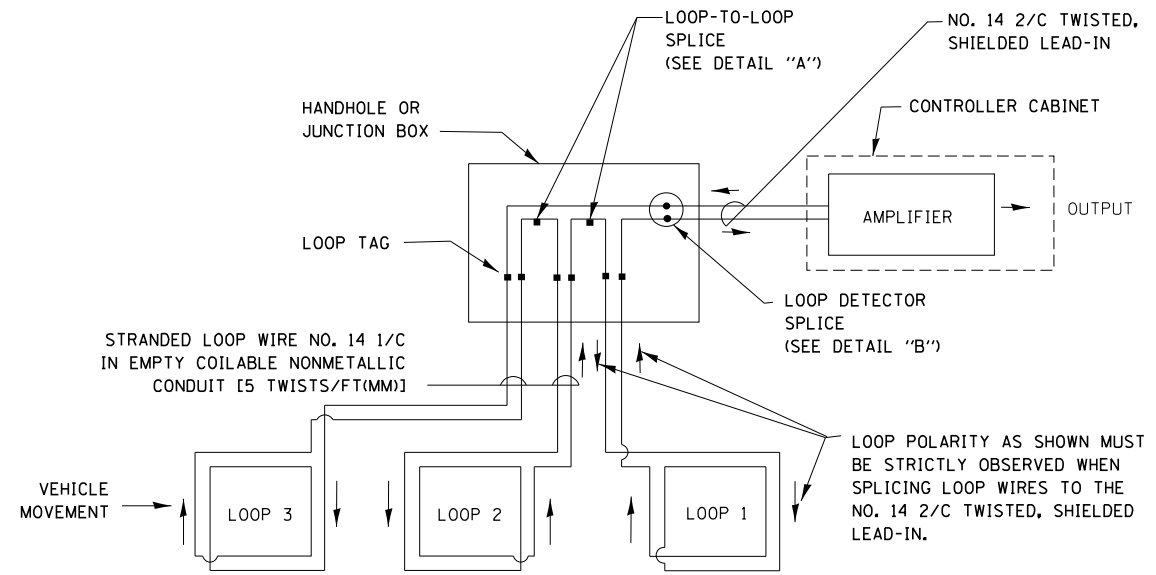 LOOP-TO-LOOP
SPLICE
(SEE DETAIL "A")
NO. 14 2/C TWISTED,
SHIELDED LEAD-IN
HANDHOLE OR
JUNCTION BOX
CONTROLLER CABINET
AMPLIFIER
OUTPUT
LOOP TAG
LOOP DETECTOR
SPLICE
(SEE DETAIL "B")
STRANDED LOOP WIRE NO. 14 1/C
IN EMPTY COILABLE NONMETALLIC
CONDUIT [5 TWISTS/FT(MM)]
LOOP POLARITY AS SHOWN MUST
BE STRICTLY OBSERVED WHEN
SPLICING LOOP WIRES TO THE
NO. 14 2/C TWISTED, SHIELDED
LEAD-IN.
VEHICLE
MOVEMENT
LOOP 3
LOOP 2
LOOP 1